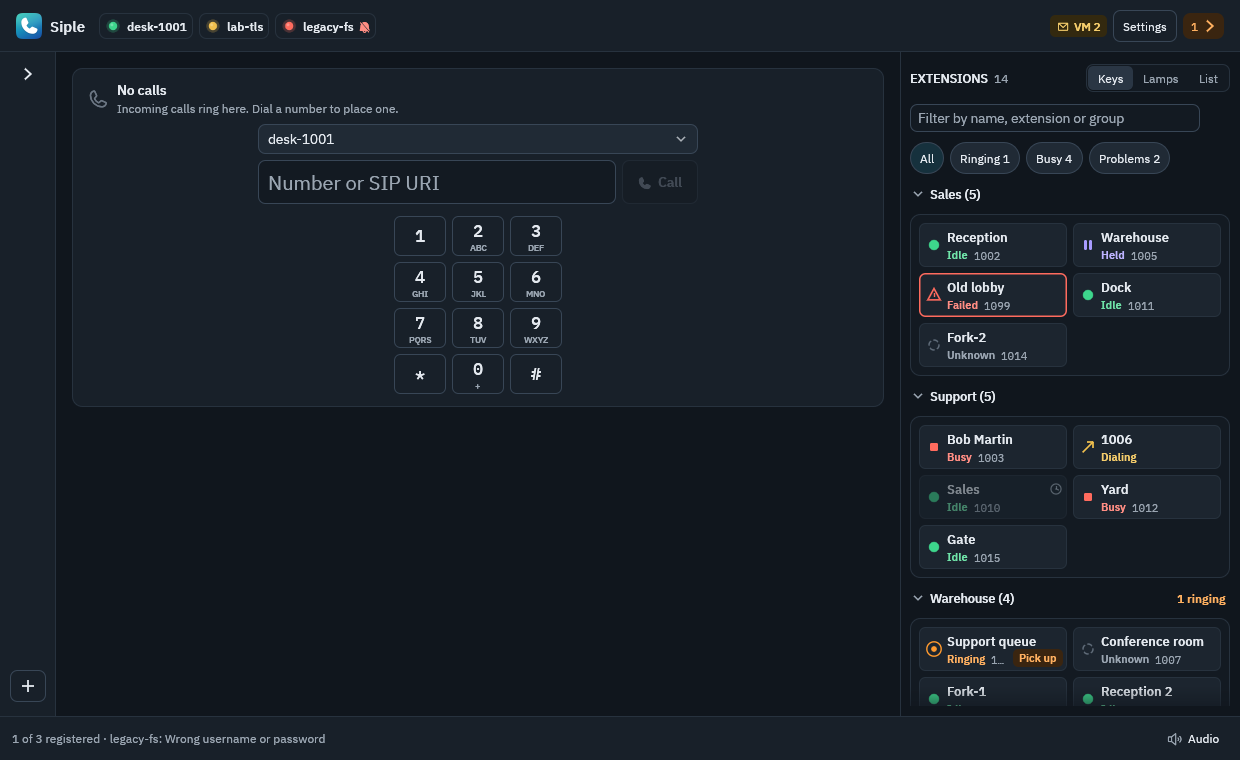 Siple
desk-1001
lab-tls
legacy-fs
VM 2
Settings
1
No calls
Incoming calls ring here. Dial a number to place one.
desk-1001
Number or SIP URI
Call
1
2
ABC
3
DEF
4
GHI
5
JKL
6
MNO
7
PQRS
8
TUV
9
WXYZ
*
0
+
#
EXTENSIONS 14
Keys
Lamps
List
Filter by name, extension or group
All
Ringing 1
Busy 4
Problems 2
Sales (5)
Reception
Idle 1002
Warehouse
Held 1005
Old lobby
Failed 1099
Dock
Idle 1011
Fork-2
Unknown 1014
Support (5)
Bob Martin
Busy 1003
1006
Dialing
Sales
Idle 1010
Yard
Busy 1012
Gate
Idle 1015
Warehouse (4)
1 ringing
Support queue
Ringing 1…
Pick up
Conference room
Unknown 1007
Fork-1
Reception 2
1 of 3 registered · legacy-fs: Wrong username or password
Audio